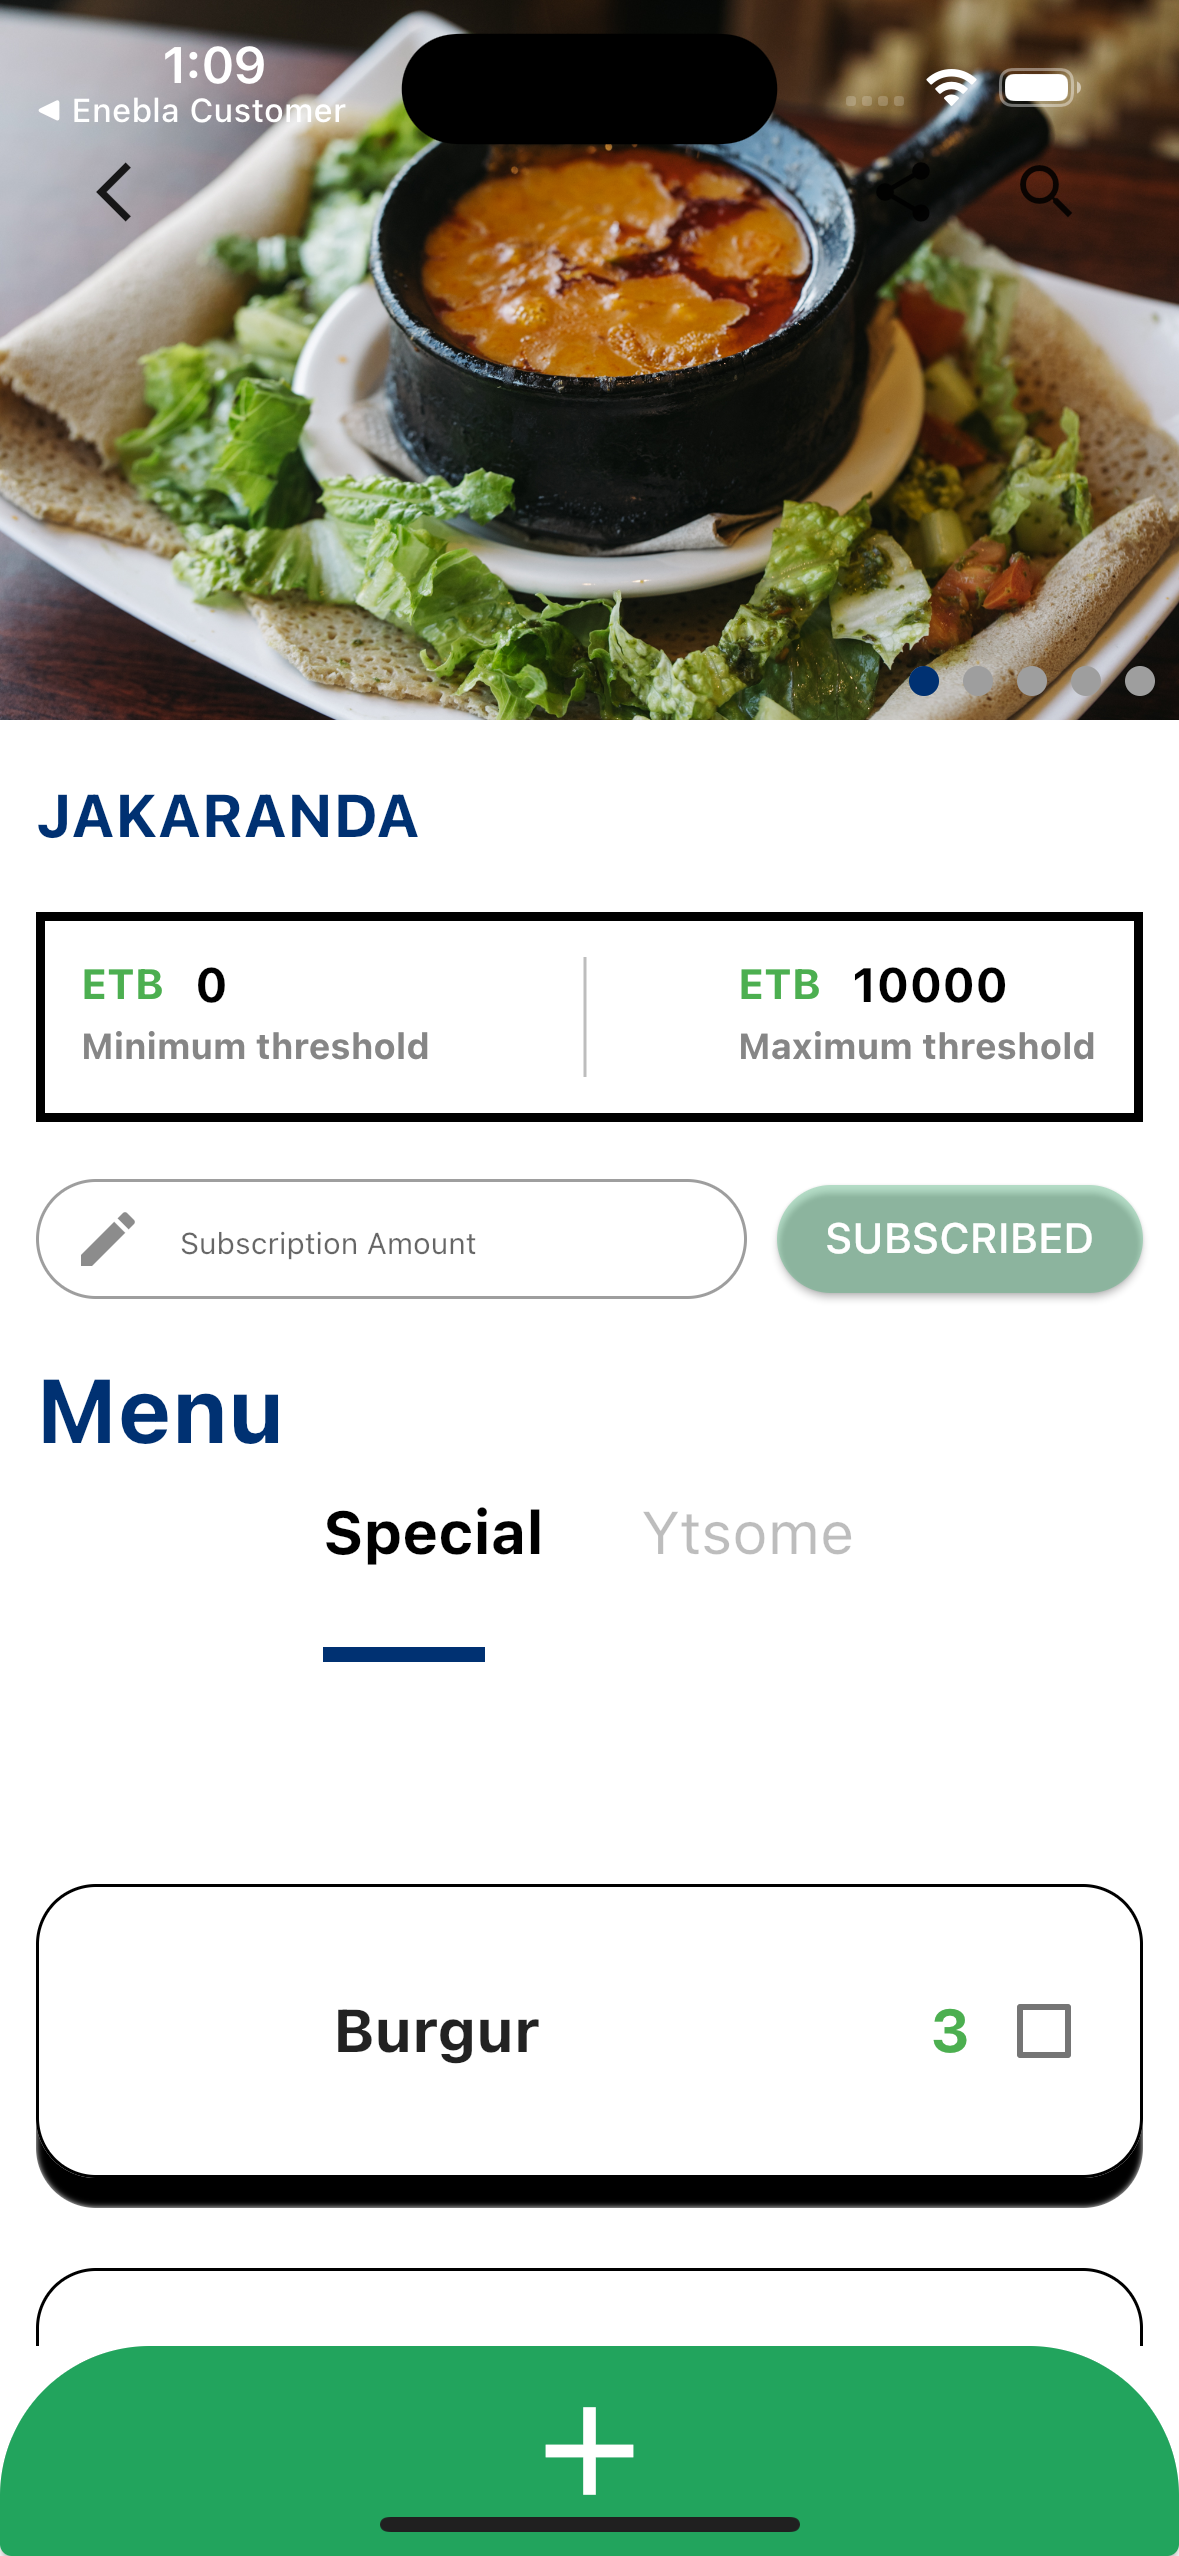 1:09
Enebla Customer
JAKARANDA
ETB 0 ETB 10000
Minimum threshold Maximum threshold
Subscription Amount SUBSCRIBED
Menu
Special Ytsome
Burgur 3